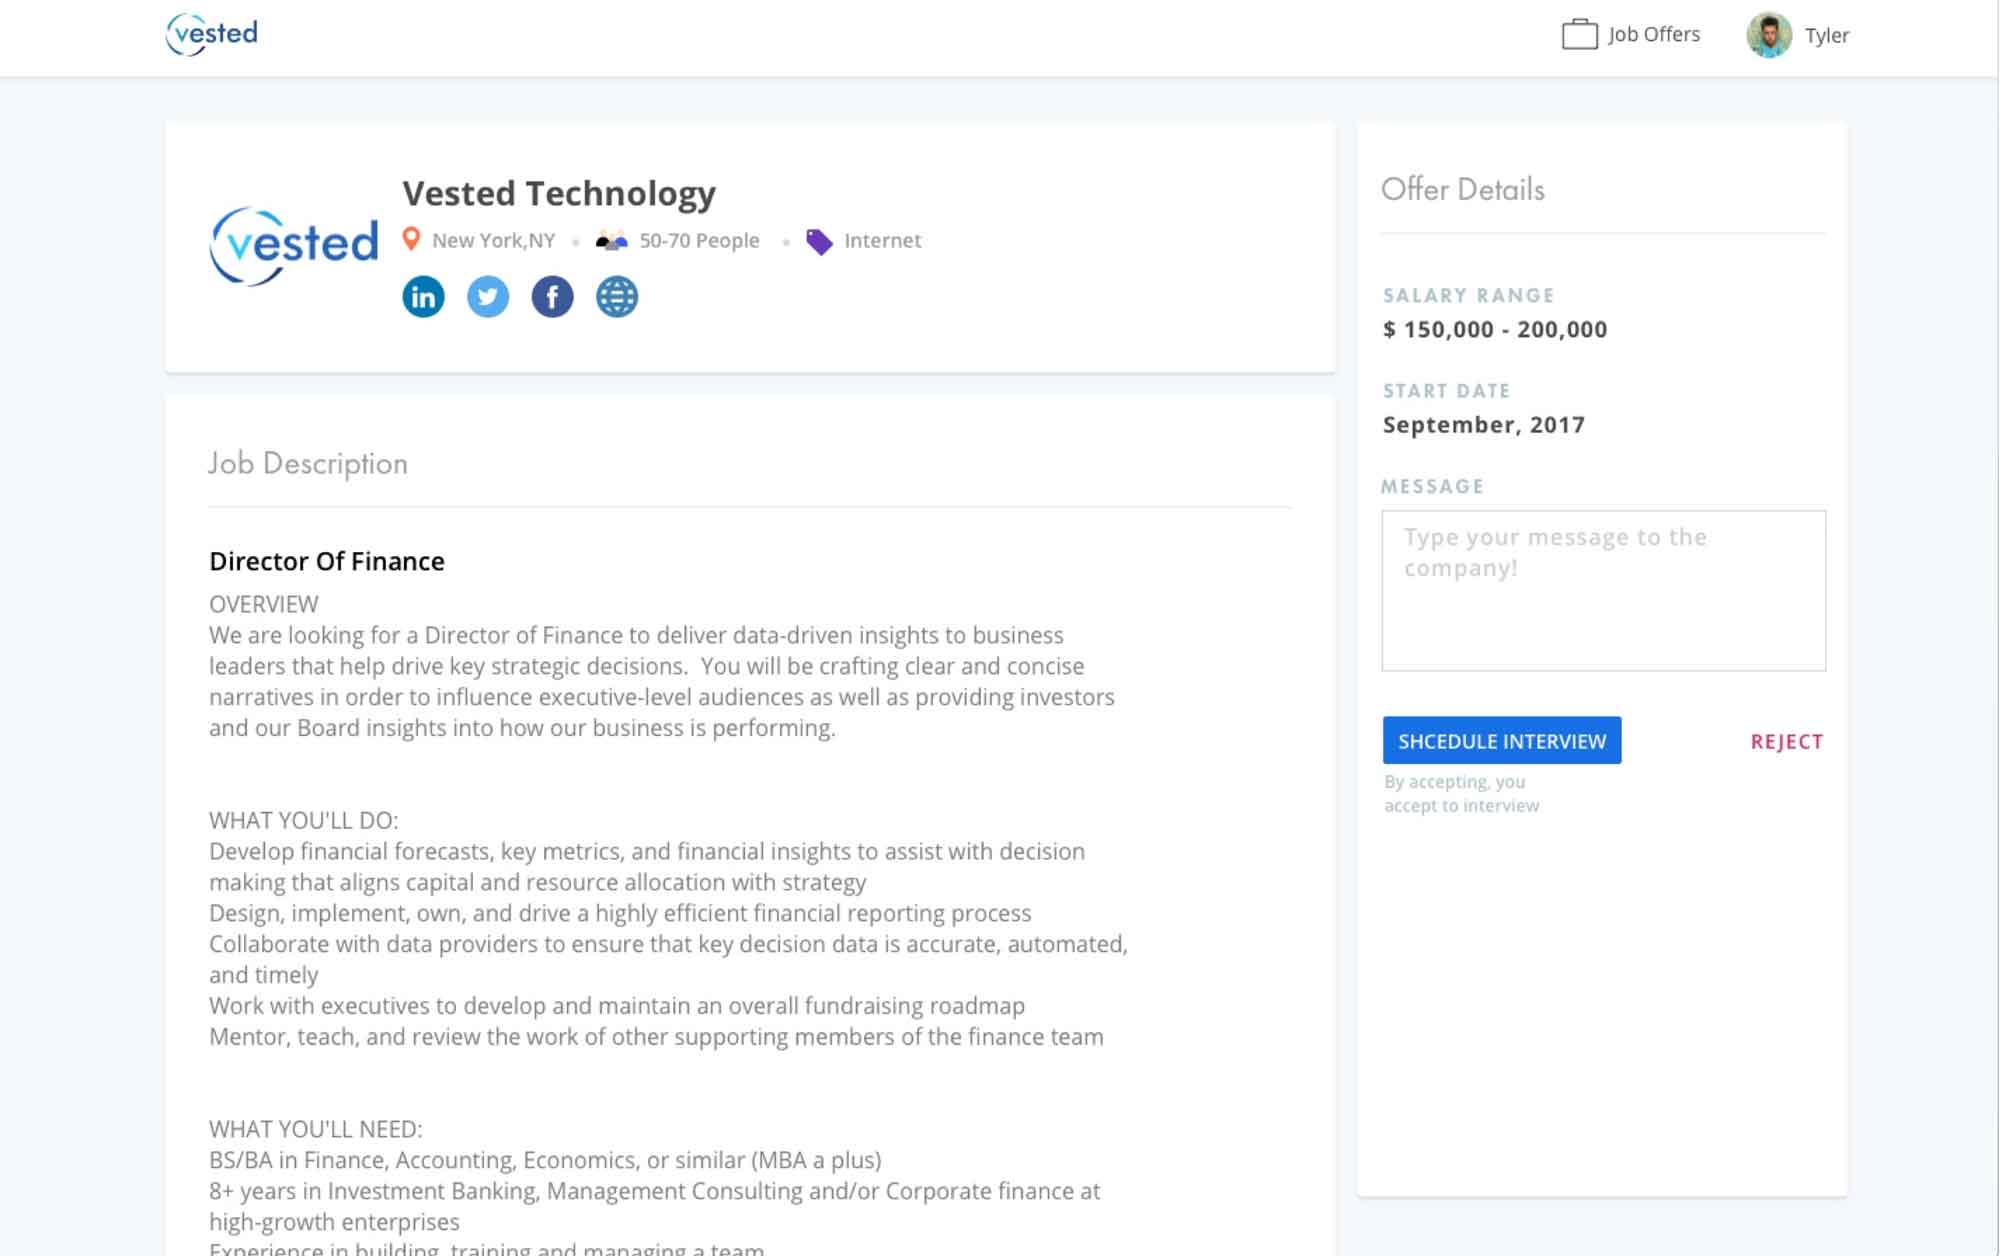 vested
Job Offers
Tyler
vested
Vested Technology
New York,NY
50-70 People
Internet
in
f
Job Description
Director Of Finance
OVERVIEW
We are looking for a Director of Finance to deliver data-driven insights to business
leaders that help drive key strategic decisions.  You will be crafting clear and concise
narratives in order to influence executive-level audiences as well as providing investors
and our Board insights into how our business is performing.
WHAT YOU'LL DO:
Develop financial forecasts, key metrics, and financial insights to assist with decision
making that aligns capital and resource allocation with strategy
Design, implement, own, and drive a highly efficient financial reporting process
Collaborate with data providers to ensure that key decision data is accurate, automated,
and timely
Work with executives to develop and maintain an overall fundraising roadmap
Mentor, teach, and review the work of other supporting members of the finance team
WHAT YOU'LL NEED:
BS/BA in Finance, Accounting, Economics, or similar (MBA a plus)
8+ years in Investment Banking, Management Consulting and/or Corporate finance at
high-growth enterprises
Experience in building, training and managing a team
Offer Details
SALARY RANGE
$ 150,000 - 200,000
START DATE
September, 2017
MESSAGE
Type your message to the
company!
SHCEDULE INTERVIEW
REJECT
By accepting, you
accept to interview